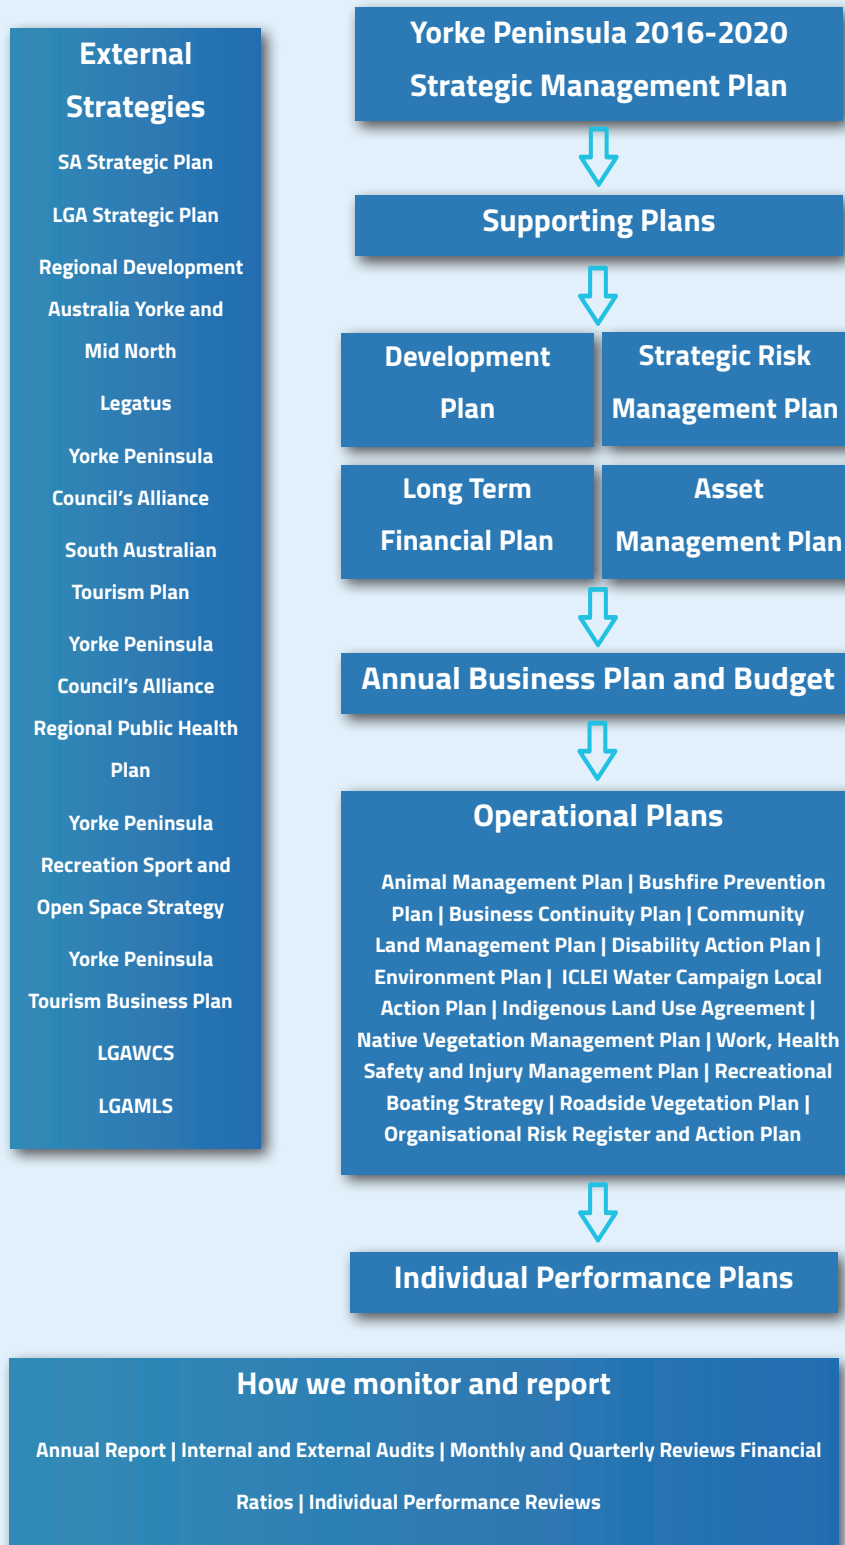 External
Strategies
SA Strategic Plan
LGA Strategic Plan
Regional Development
Australia Yorke and
Mid North
Legatus
Yorke Peninsula
Council's Alliance
South Australian
Tourism Plan
Yorke Peninsula
Council's Alliance
Regional Public Health
Plan
Yorke Peninsula
Recreation Sport and
Open Space Strategy
Yorke Peninsula
Tourism Business Plan
LGAWCS
LGAMLS
Yorke Peninsula 2016-2020
Strategic Management Plan
Supporting Plans
Development
Plan
Strategic Risk
Management Plan
Long Term
Financial Plan
Asset
Management Plan
Annual Business Plan and Budget
Operational Plans
Animal Management Plan | Bushfire Prevention
Plan | Business Continuity Plan | Community
Land Management Plan | Disability Action Plan |
Environment Plan | ICLEI Water Campaign Local
Action Plan | Indigenous Land Use Agreement |
Native Vegetation Management Plan | Work, Health
Safety and Injury Management Plan | Recreational
Boating Strategy | Roadside Vegetation Plan |
Organisational Risk Register and Action Plan
Individual Performance Plans
How we monitor and report
Annual Report | Internal and External Audits | Monthly and Quarterly Reviews Financial
Ratios | Individual Performance Reviews